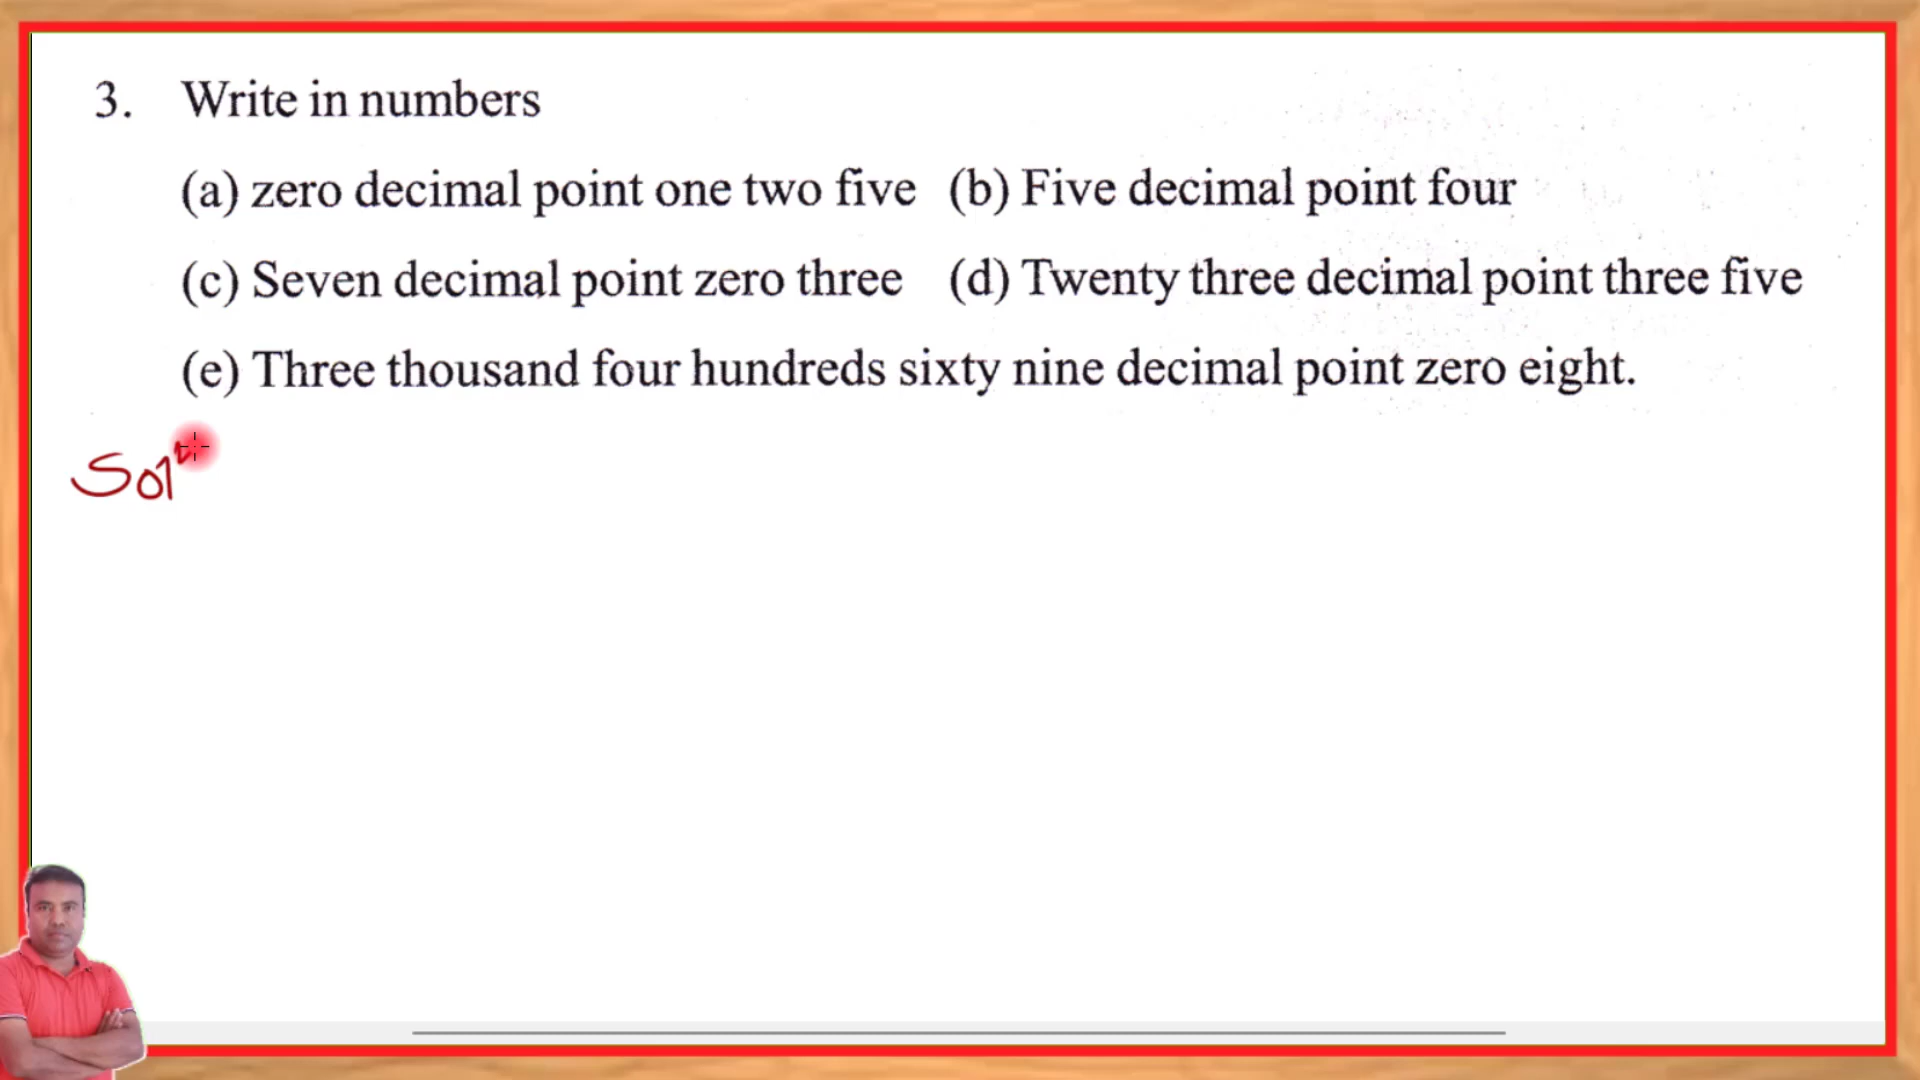 3. Write in numbers
(a) zero decimal point one two five (b) Five decimal point four
(c) Seven decimal point zero three (d) Twenty three decimal point three five
(e) Three thousand four hundreds sixty nine decimal point zero eight.
Sol